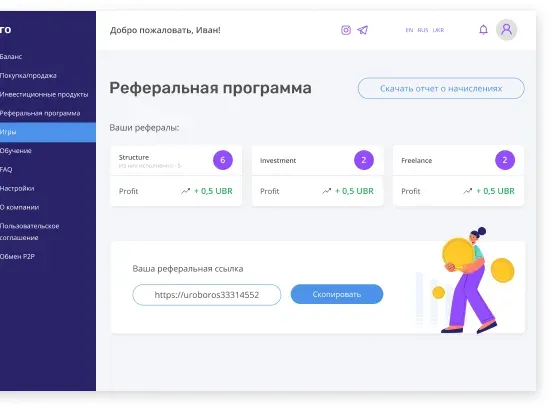 го
Добро пожаловать, Иван!
EN RUS UKR
Баланс
Покупка/продажа
Инвестиционные продукты
Реферальная программа
Игры
Обучение
FAQ
Настройки
О компании
Пользовательское
соглашение
Обмен P2P
Реферальная программа
Скачать отчет о начислениях
Ваши рефералы:
Structure
6
Profit
+ 0,5 UBR
Investment
2
Profit
+ 0,5 UBR
Freelance
2
Profit
+ 0,5 UBR
Ваша реферальная ссылка
https://uroboros33314552
Скопировать